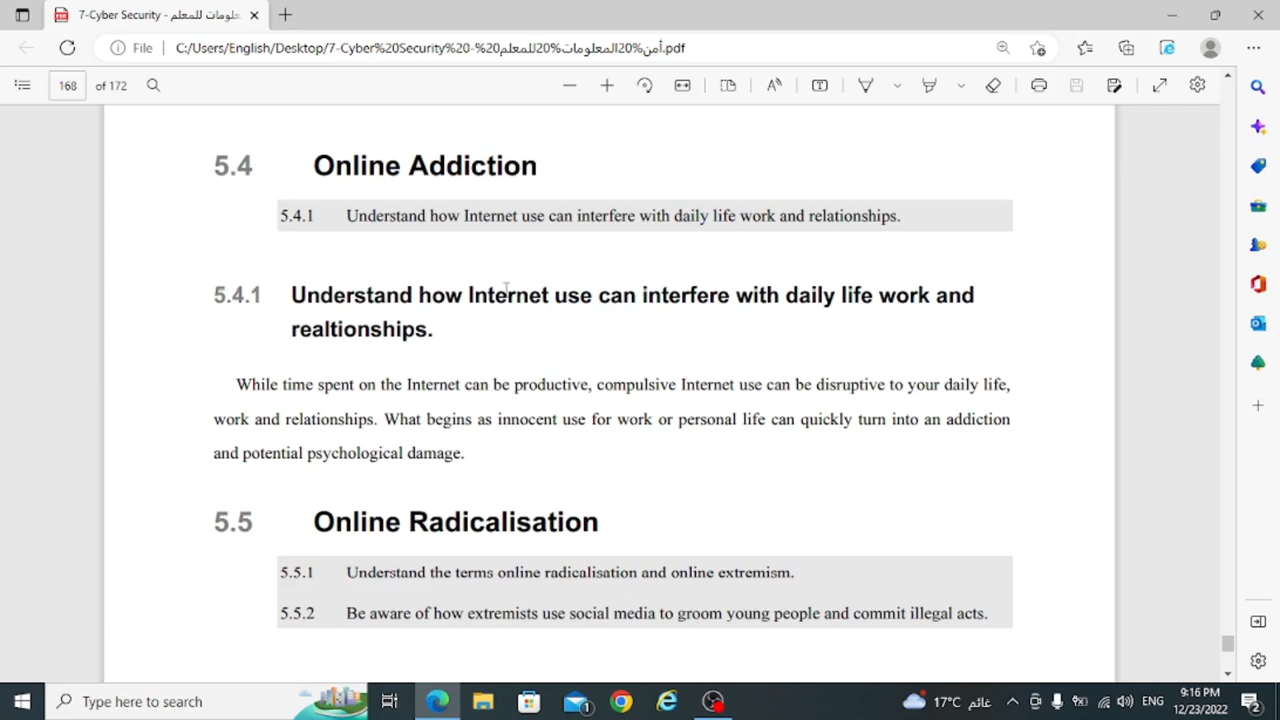 7-Cyber Security - أمن المعلومات للمعلم
File
C:/Users/English/Desktop/7-Cyber%20Security%20-%20أمن%20المعلومات%20للمعلم.pdf
168 of 172
5.4 Online Addiction
5.4.1 Understand how Internet use can interfere with daily life work and relationships.
5.4.1 Understand how Internet use can interfere with daily life work and
realtionships.
While time spent on the Internet can be productive, compulsive Internet use can be disruptive to your daily life,
work and relationships. What begins as innocent use for work or personal life can quickly turn into an addiction
and potential psychological damage.
5.5 Online Radicalisation
5.5.1 Understand the terms online radicalisation and online extremism.
5.5.2 Be aware of how extremists use social media to groom young people and commit illegal acts.
Type here to search
1
17°C غائم
ENG
9:16 PM
12/23/2022
2